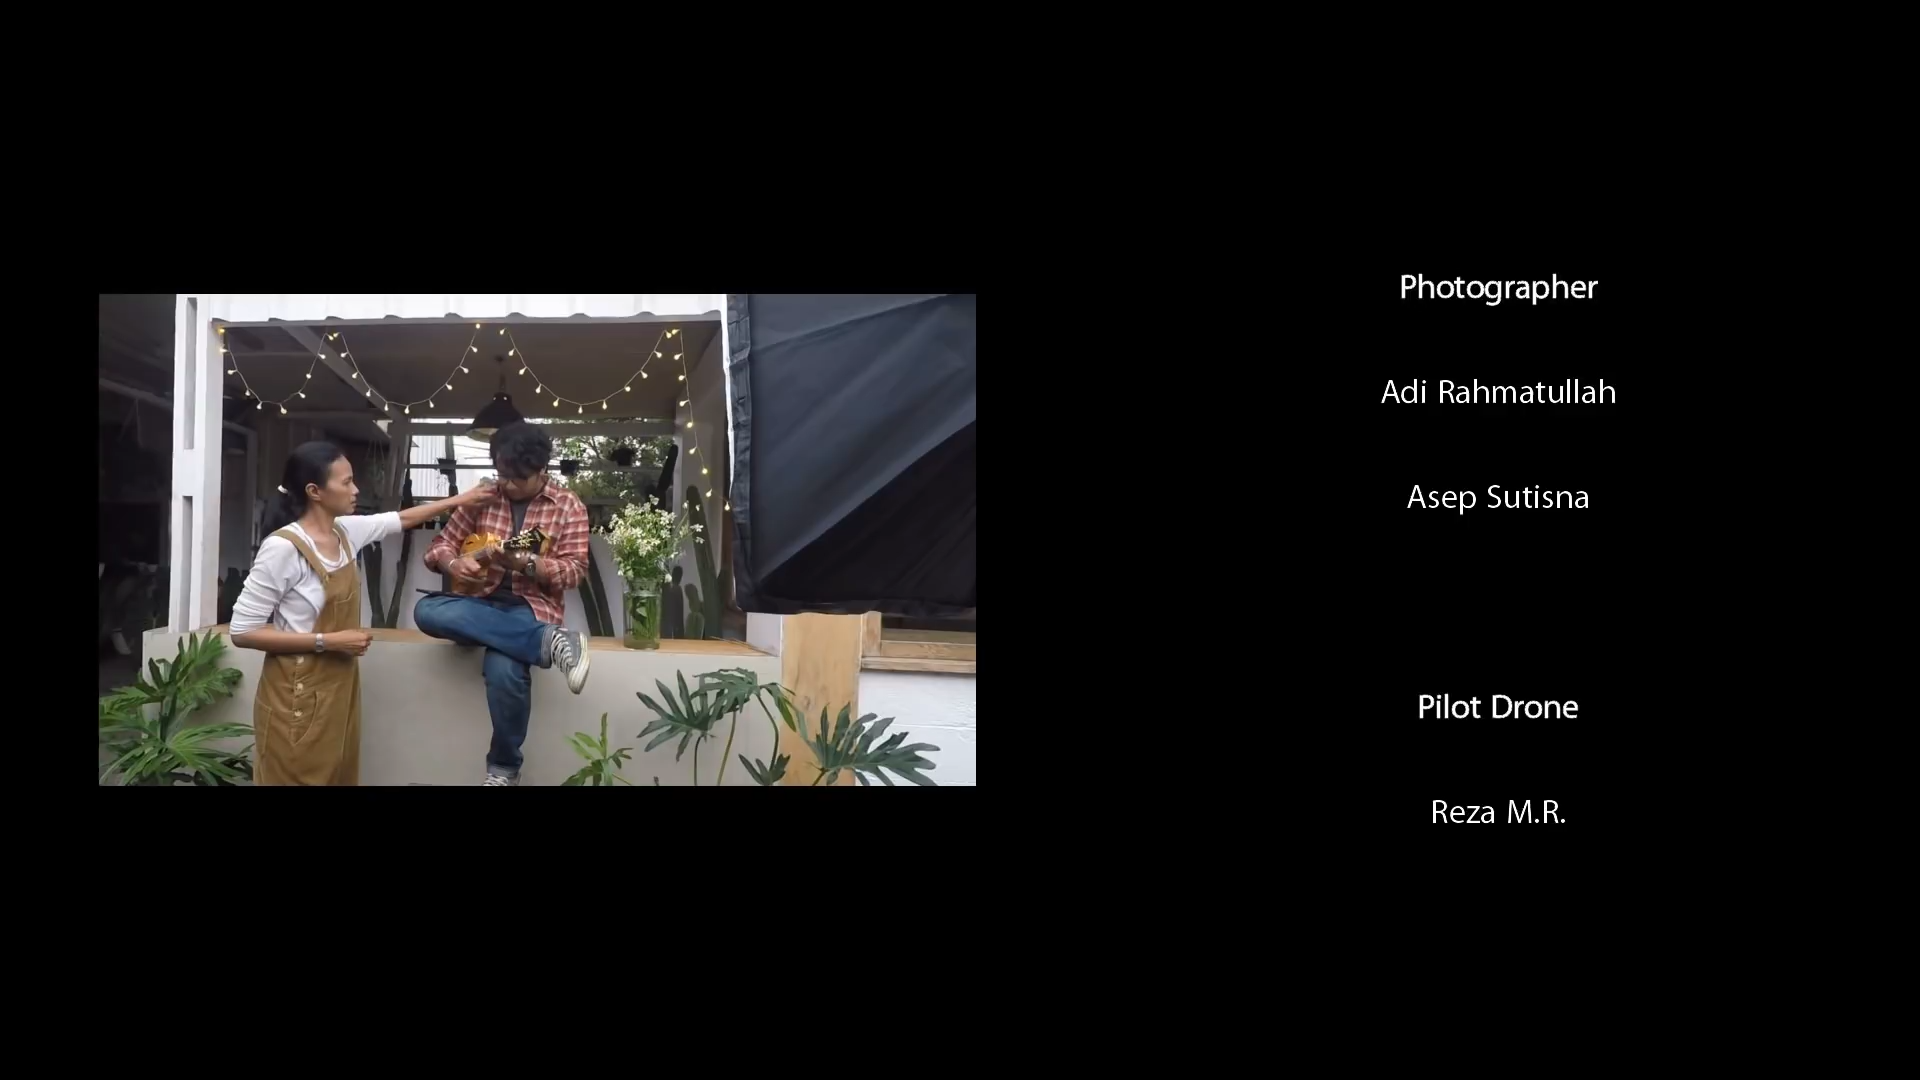 Photographer
Adi Rahmatullah
Asep Sutisna
Pilot Drone
Reza M.R.